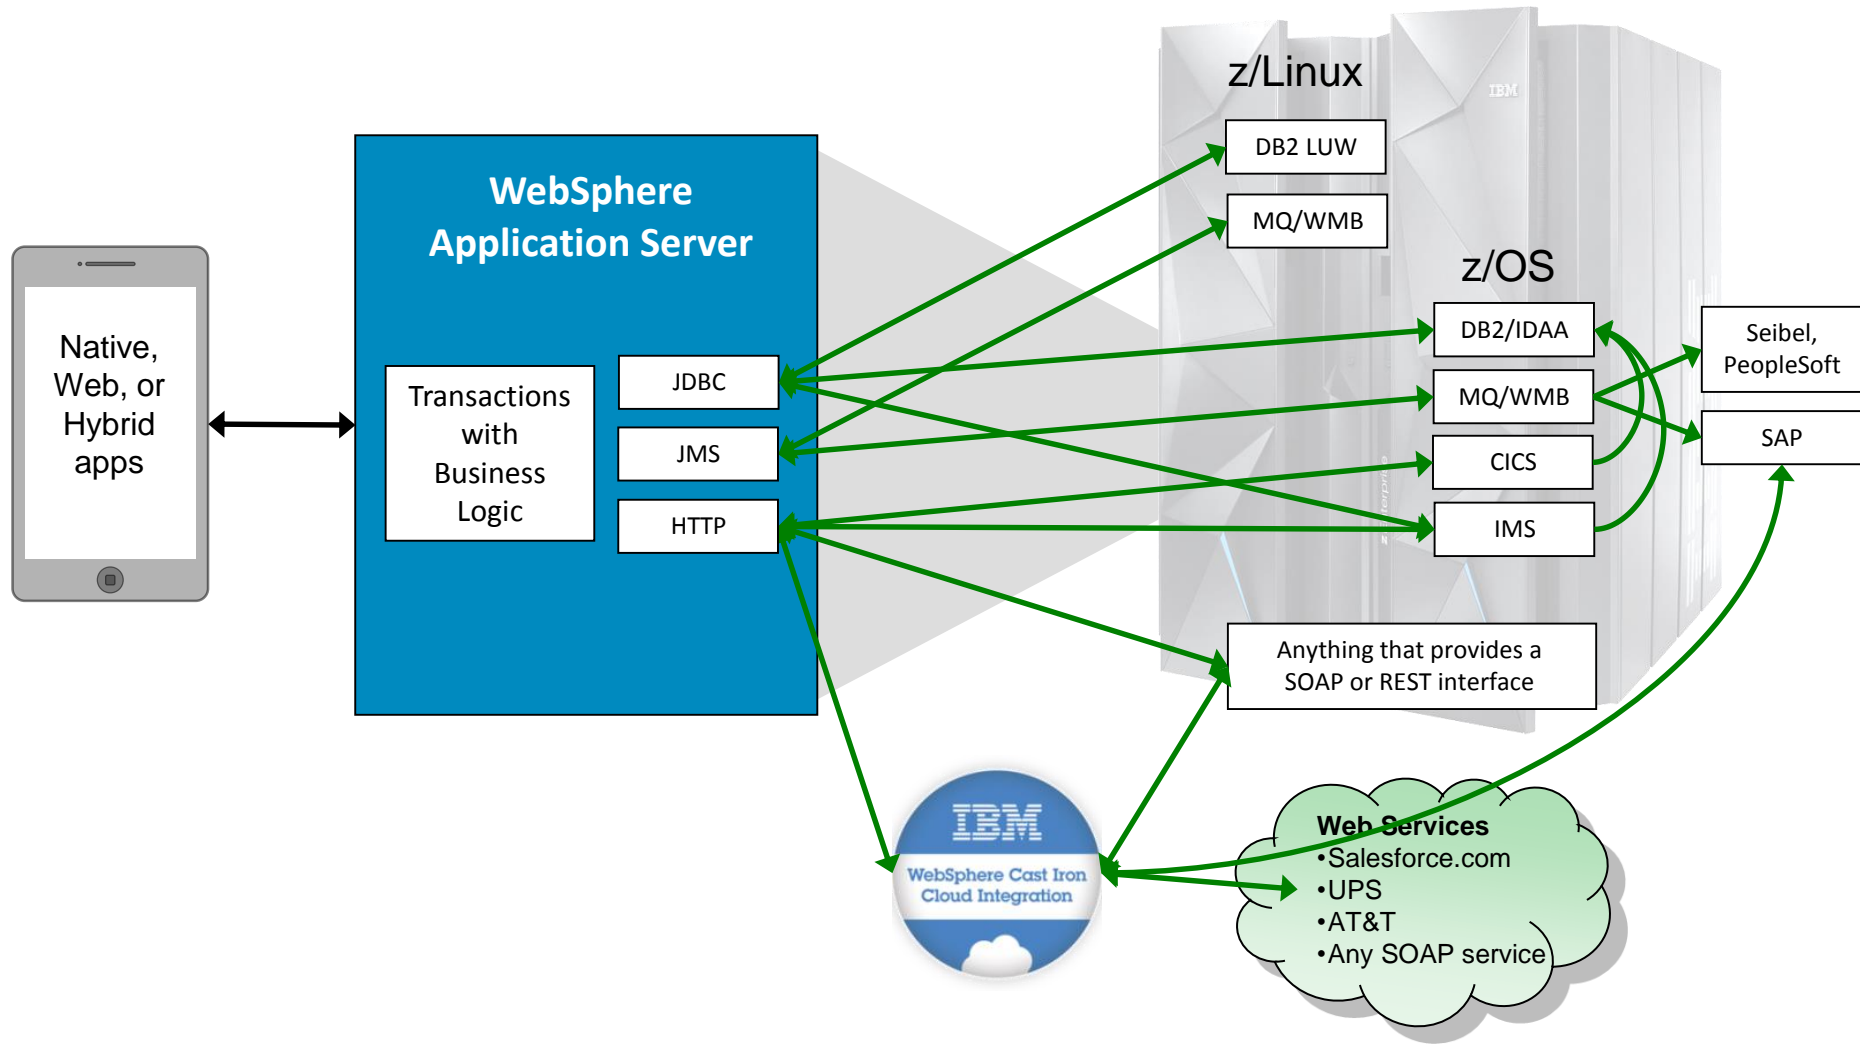 Native,
Web, or
Hybrid
apps
WebSphere
Application Server
Transactions
with
Business
Logic
JDBC
JMS
HTTP
z/Linux
IBM
DB2 LUW
MQ/WMB
z/OS
DB2/IDAA
MQ/WMB
CICS
IMS
Seibel,
PeopleSoft
SAP
Anything that provides a
SOAP or REST interface
IBM
WebSphere Cast Iron
Cloud Integration
Web Services
•Salesforce.com
•UPS
•AT&T
•Any SOAP service